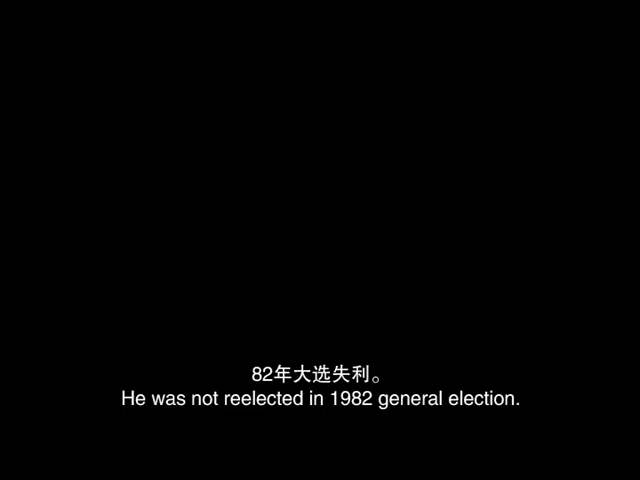 82年大选失利。
He was not reelected in 1982 general election.